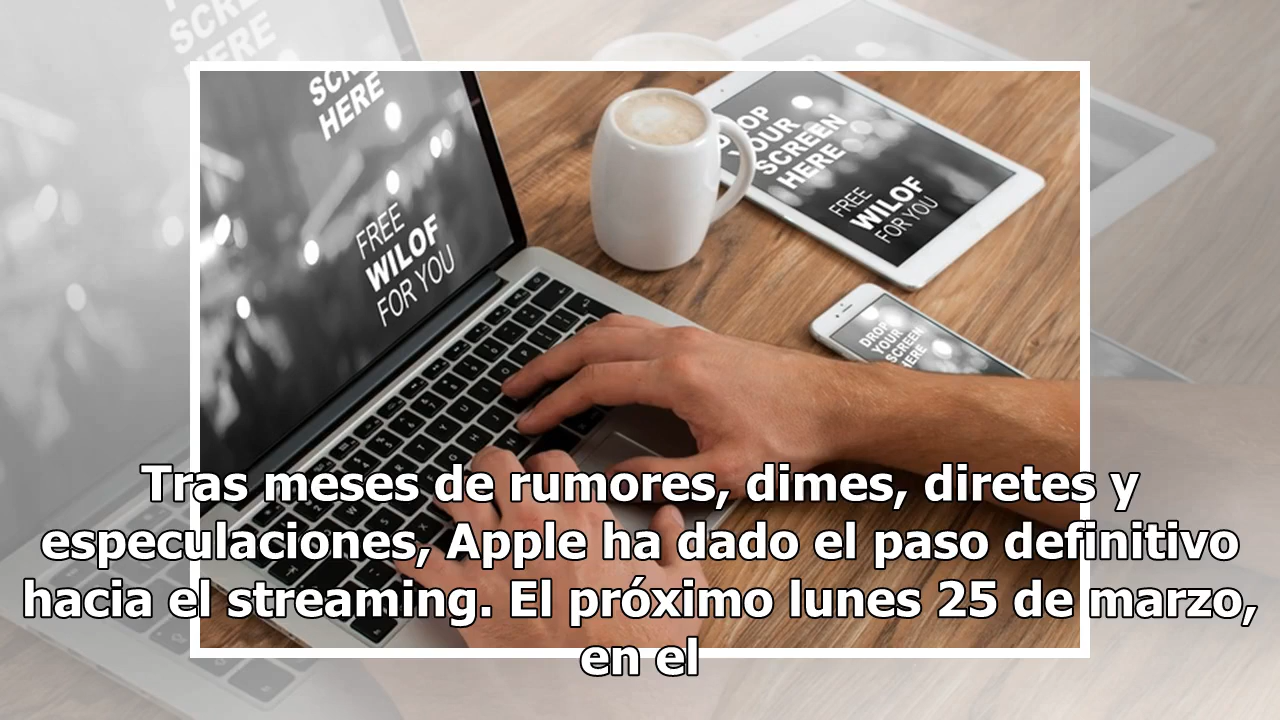 SCREEN
HERE
FREE
WILOF
FOR YOU
DROP
YOUR
SCREEN
HERE
FREE
WILOF
FOR YOU
DROP
YOUR
SCREEN
HERE
Tras meses de rumores, dimes, diretes y
especulaciones, Apple ha dado el paso definitivo
hacia el streaming. El próximo lunes 25 de marzo,
en el